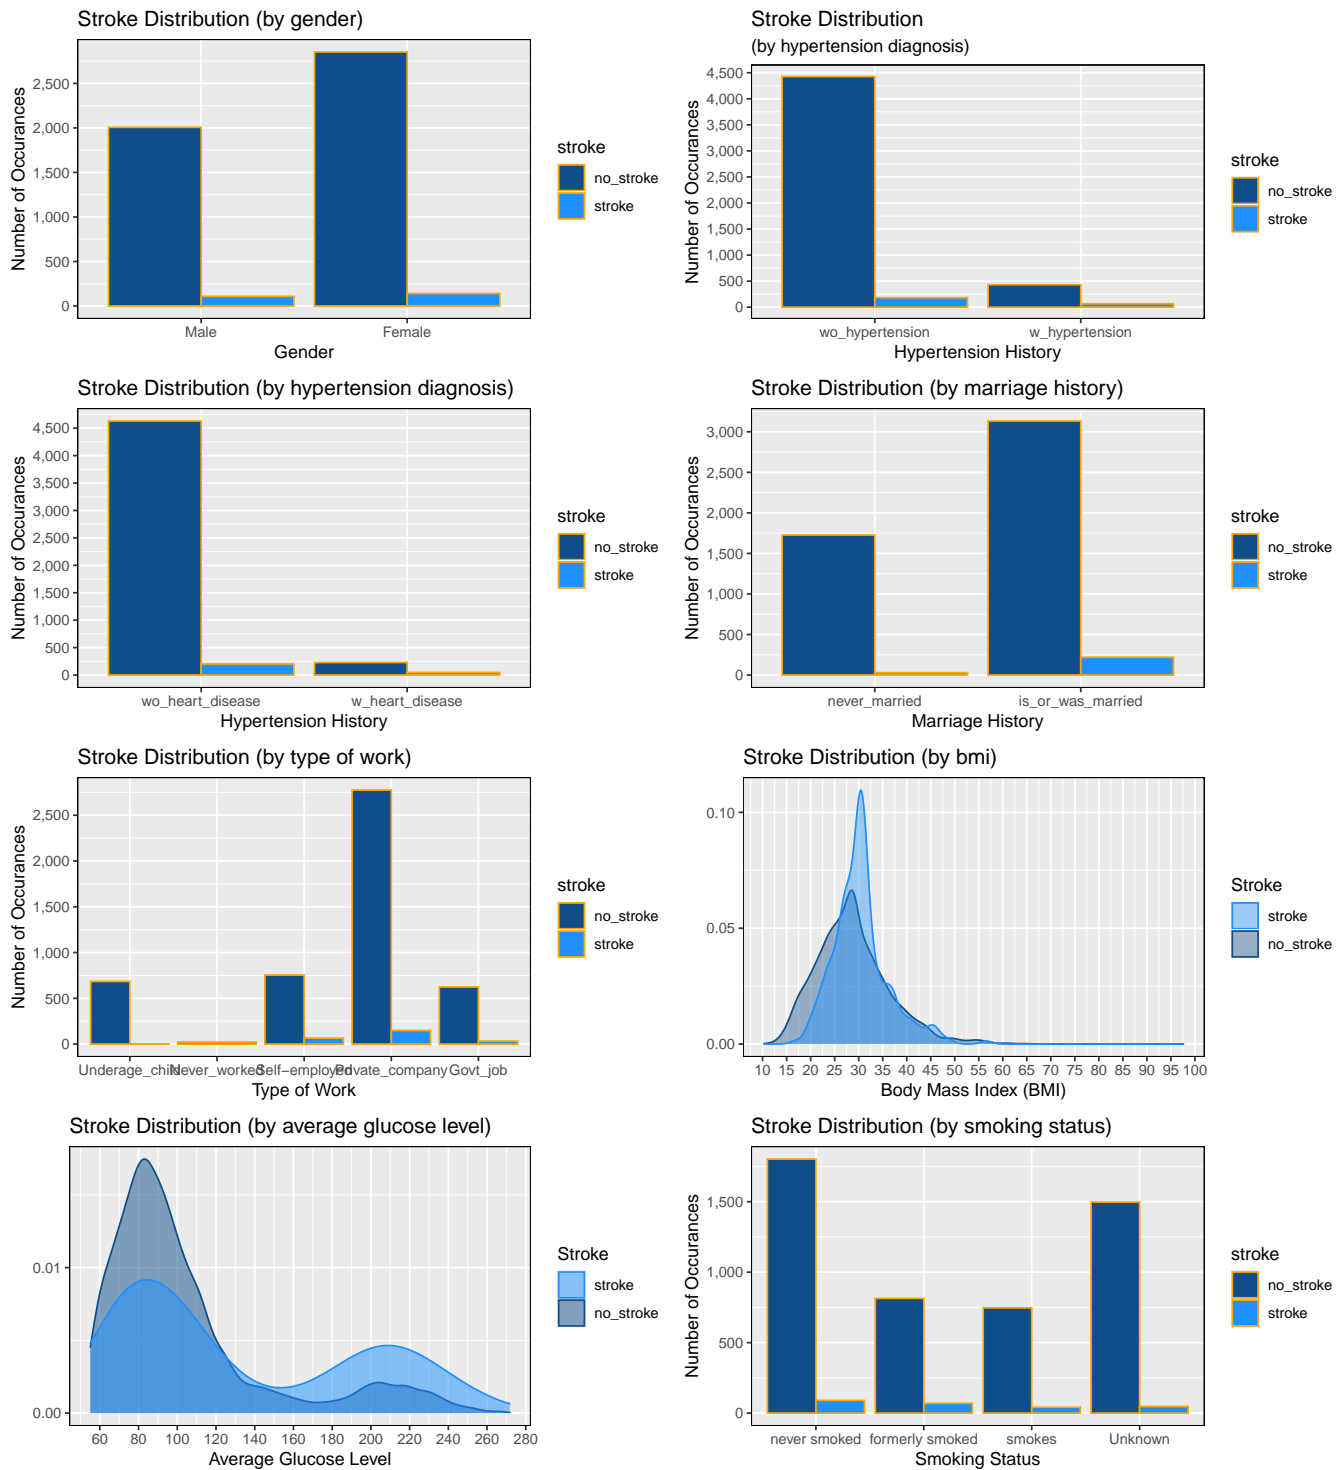 Stroke Distribution (by gender)
Number of Occurances
2,500
2,000
1,500
1,000
500
0
Male Female
Gender
stroke
no_stroke
stroke
Stroke Distribution
(by hypertension diagnosis)
Number of Occurances
4,500
4,000
3,500
3,000
2,500
2,000
1,500
1,000
500
0
wo_hypertension w_hypertension
Hypertension History
stroke
no_stroke
stroke
Stroke Distribution (by hypertension diagnosis)
Number of Occurances
4,500
4,000
3,500
3,000
2,500
2,000
1,500
1,000
500
0
wo_heart_disease w_heart_disease
Hypertension History
stroke
no_stroke
stroke
Stroke Distribution (by marriage history)
Number of Occurances
3,000
2,500
2,000
1,500
1,000
500
0
never_married is_or_was_married
Marriage History
stroke
no_stroke
stroke
Stroke Distribution (by type of work)
Number of Occurances
2,500
2,000
1,500
1,000
500
0
Underage_child Never_worked Self−employed Private_company Govt_job
Type of Work
stroke
no_stroke
stroke
Stroke Distribution (by bmi)
0.10
0.05
0.00
10 15 20 25 30 35 40 45 50 55 60 65 70 75 80 85 90 95 100
Body Mass Index (BMI)
Stroke
stroke
no_stroke
Stroke Distribution (by average glucose level)
0.01
0.00
60 80 100 120 140 160 180 200 220 240 260 280
Average Glucose Level
Stroke
stroke
no_stroke
Stroke Distribution (by smoking status)
Number of Occurances
1,500
1,000
500
0
never smoked formerly smoked smokes Unknown
Smoking Status
stroke
no_stroke
stroke